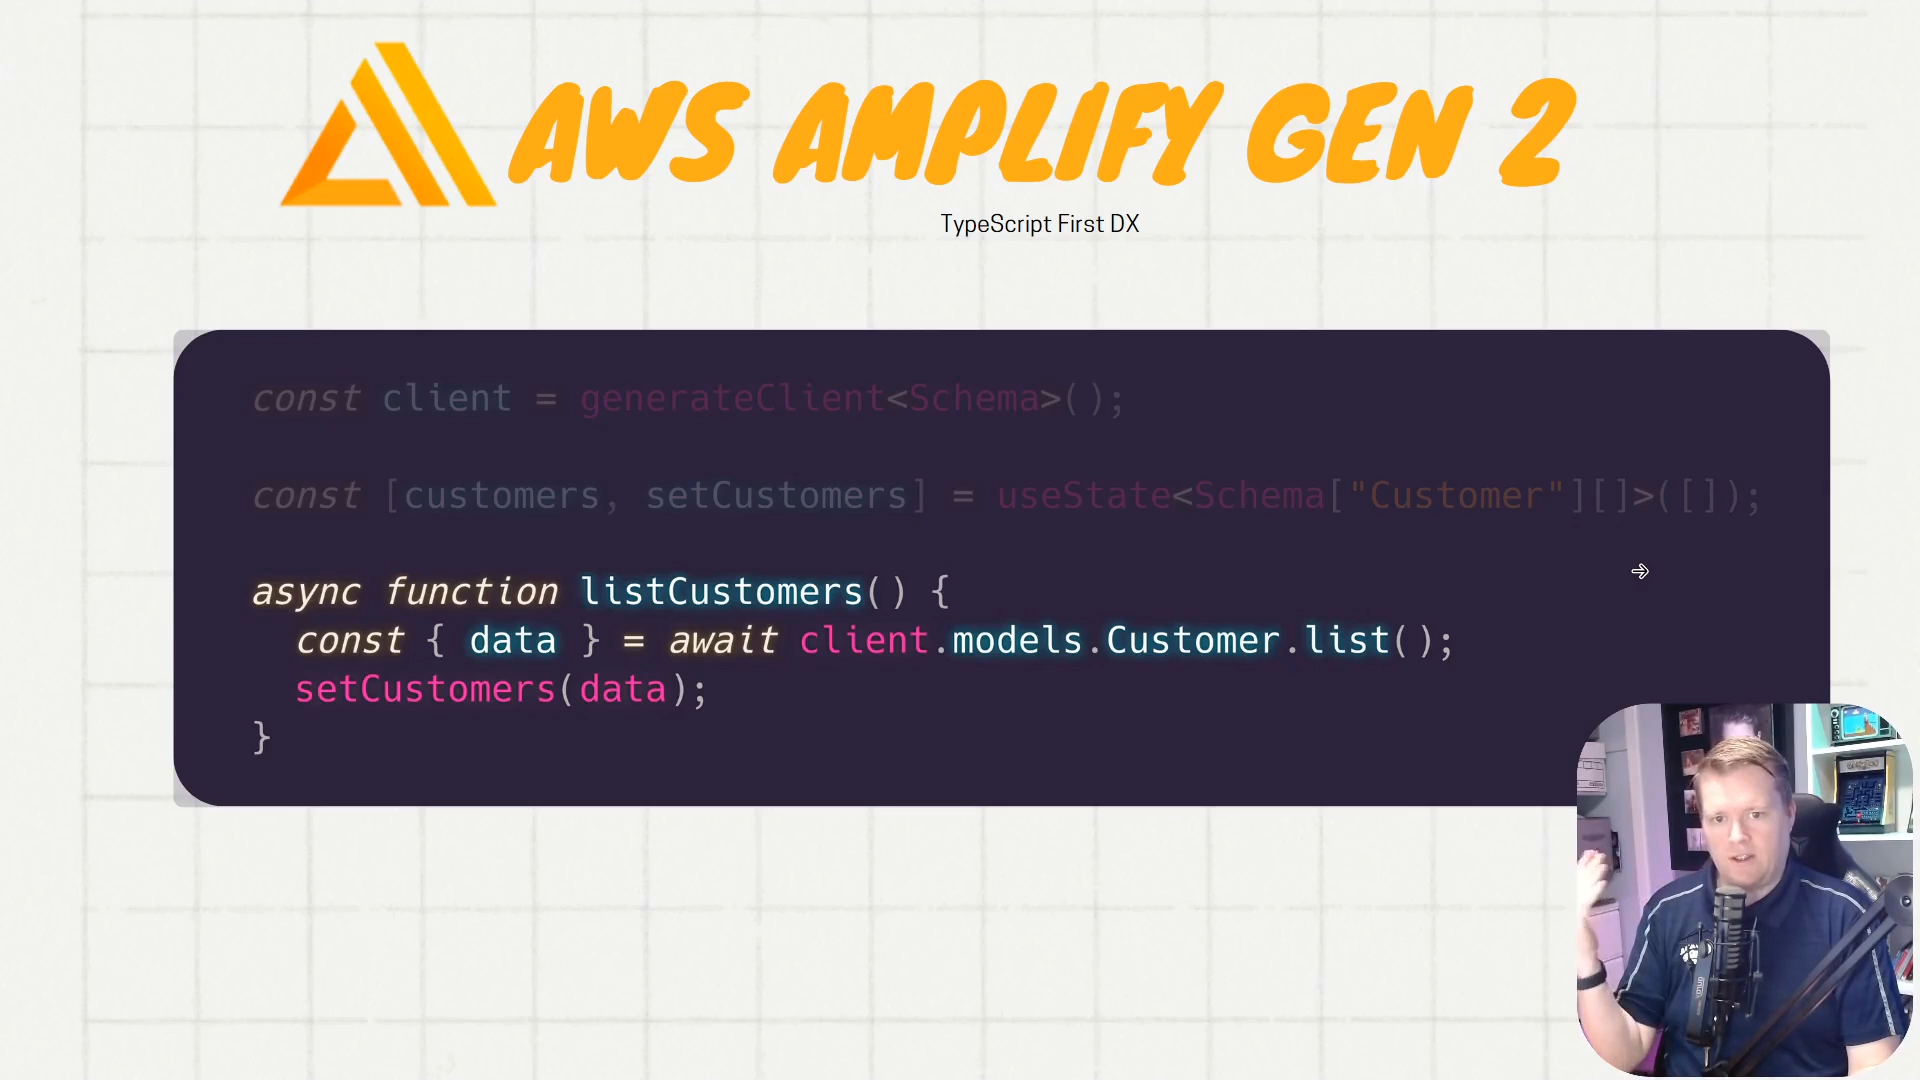 AWS AMPLIFY GEN 2
TypeScript First DX
const client = generateClient<Schema>();
const [customers, setCustomers] = useState<Schema["Customer"][]>([]);
async function listCustomers() {
  const { data } = await client.models.Customer.list();
  setCustomers(data);
}